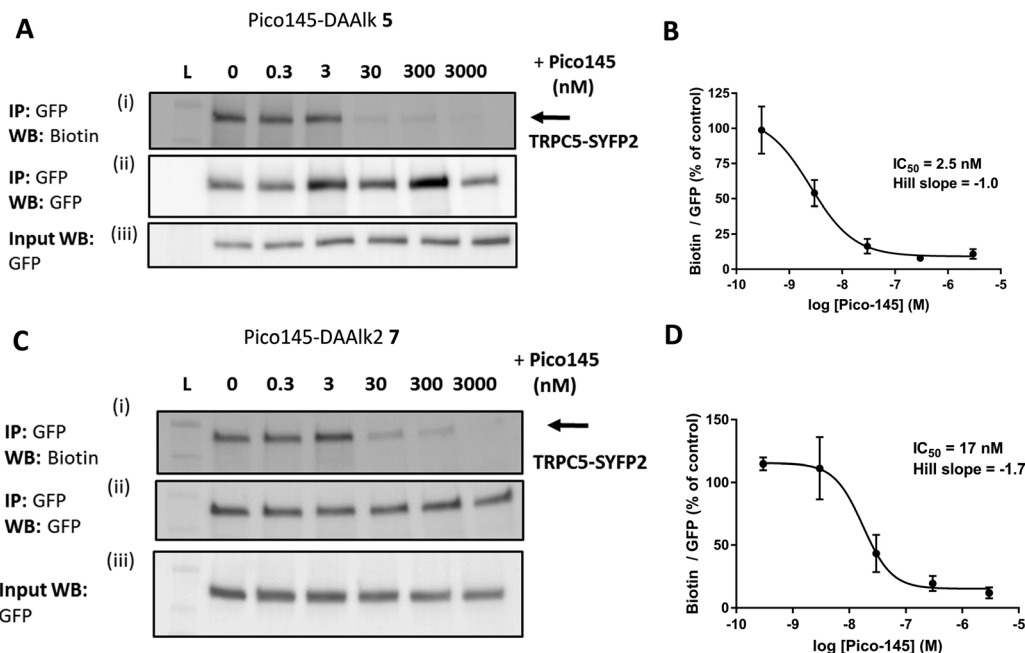 A
Pico145-DAAlk 5
L 0 0.3 3 30 300 3000
+ Pico145
(nM)
(i)
IP: GFP
WB: Biotin
TRPC5-SYFP2
(ii)
IP: GFP
WB: GFP
Input WB:
(iii)
GFP
B
Biotin / GFP (% of control)
125
100
75
50
25
0
-10 -9 -8 -7 -6 -5
log [Pico-145] (M)
IC50 = 2.5 nM
Hill slope = -1.0
C
Pico145-DAAlk2 7
+ Pico145
(nM)
L 0 0.3 3 30 300 3000
(i)
IP: GFP
WB: Biotin
TRPC5-SYFP2
(ii)
IP: GFP
WB: GFP
(iii)
Input WB:
GFP
D
Biotin / GFP (% of control)
150
100
50
0
-10 -9 -8 -7 -6 -5
log [Pico-145] (M)
IC50 = 17 nM
Hill slope = -1.7